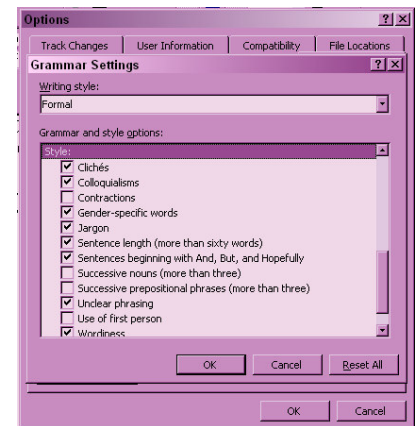 Options
Track Changes User Information Compatibility File Locations
Grammar Settings
Writing style:
Formal
Grammar and style options:
Style:
Clichés
Colloquialisms
Contractions
Gender-specific words
Jargon
Sentence length (more than sixty words)
Sentences beginning with And, But, and Hopefully
Successive nouns (more than three)
Successive prepositional phrases (more than three)
Unclear phrasing
Use of first person
Wordiness
OK Cancel Reset All
OK Cancel